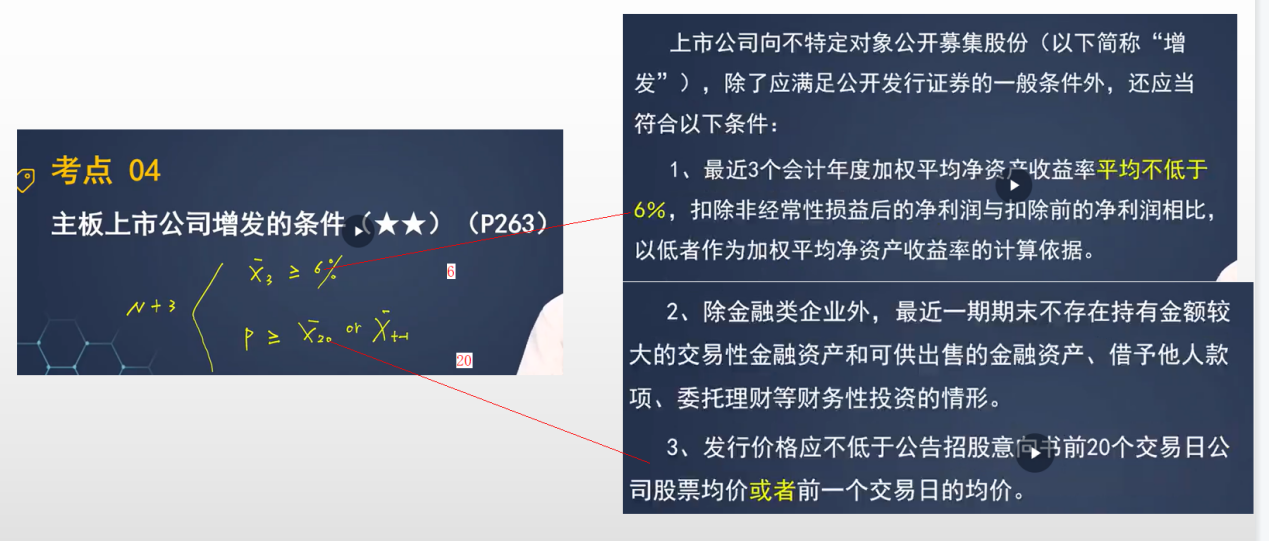 考点 04
主板上市公司增发的条件（★★）（P263）
N+3
X̄₃ ≥ 6%
6
P ≥ X̄₂₀ or X̄ₜ₋₁
20
上市公司向不特定对象公开募集股份（以下简称“增
发”），除了应满足公开发行证券的一般条件外，还应当
符合以下条件：
1、最近3个会计年度加权平均净资产收益率平均不低于
6%，扣除非经常性损益后的净利润与扣除前的净利润相比，
以低者作为加权平均净资产收益率的计算依据。
2、除金融类企业外，最近一期期末不存在持有金额较
大的交易性金融资产和可供出售的金融资产、借予他人款
项、委托理财等财务性投资的情形。
3、发行价格应不低于公告招股意向书前20个交易日公
司股票均价或者前一个交易日的均价。